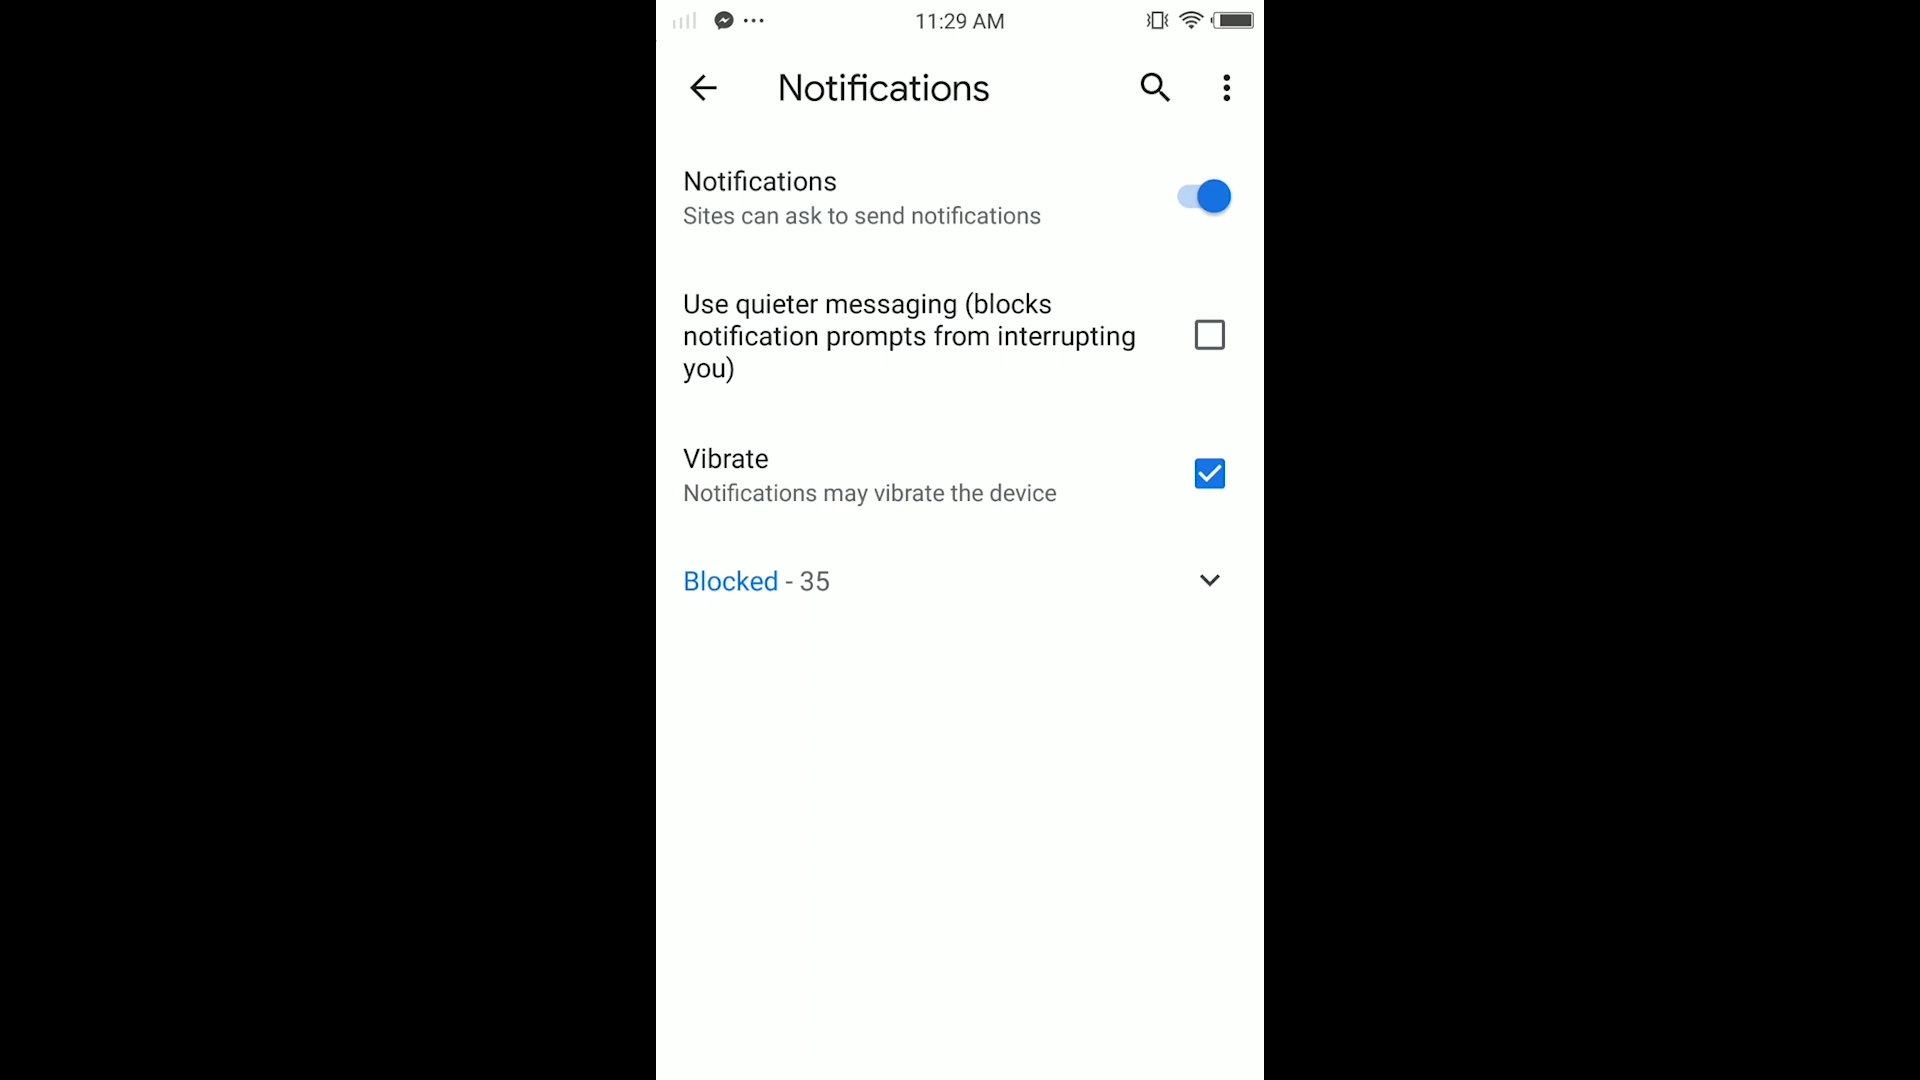 11:29 AM
Notifications
Notifications
Sites can ask to send notifications
Use quieter messaging (blocks
notification prompts from interrupting
you)
Vibrate
Notifications may vibrate the device
Blocked - 35